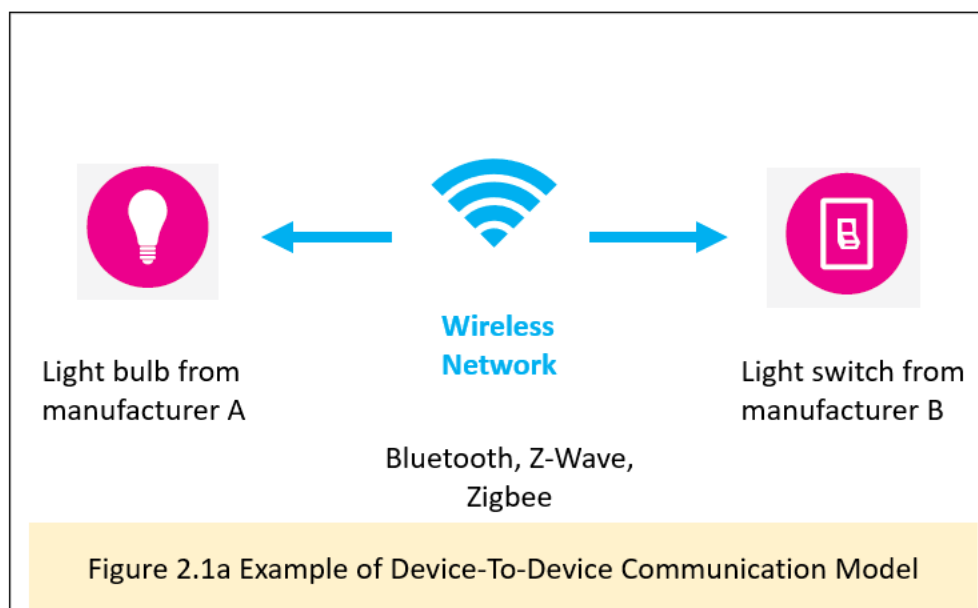 Wireless
Network
Light bulb from
manufacturer A
Light switch from
manufacturer B
Bluetooth, Z-Wave,
Zigbee
Figure 2.1a Example of Device-To-Device Communication Model